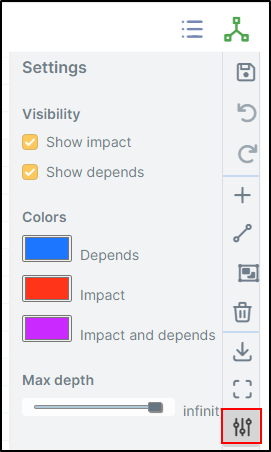 Settings
Visibility
Show impact
Show depends
Colors
Depends
Impact
Impact and depends
Max depth
infinit